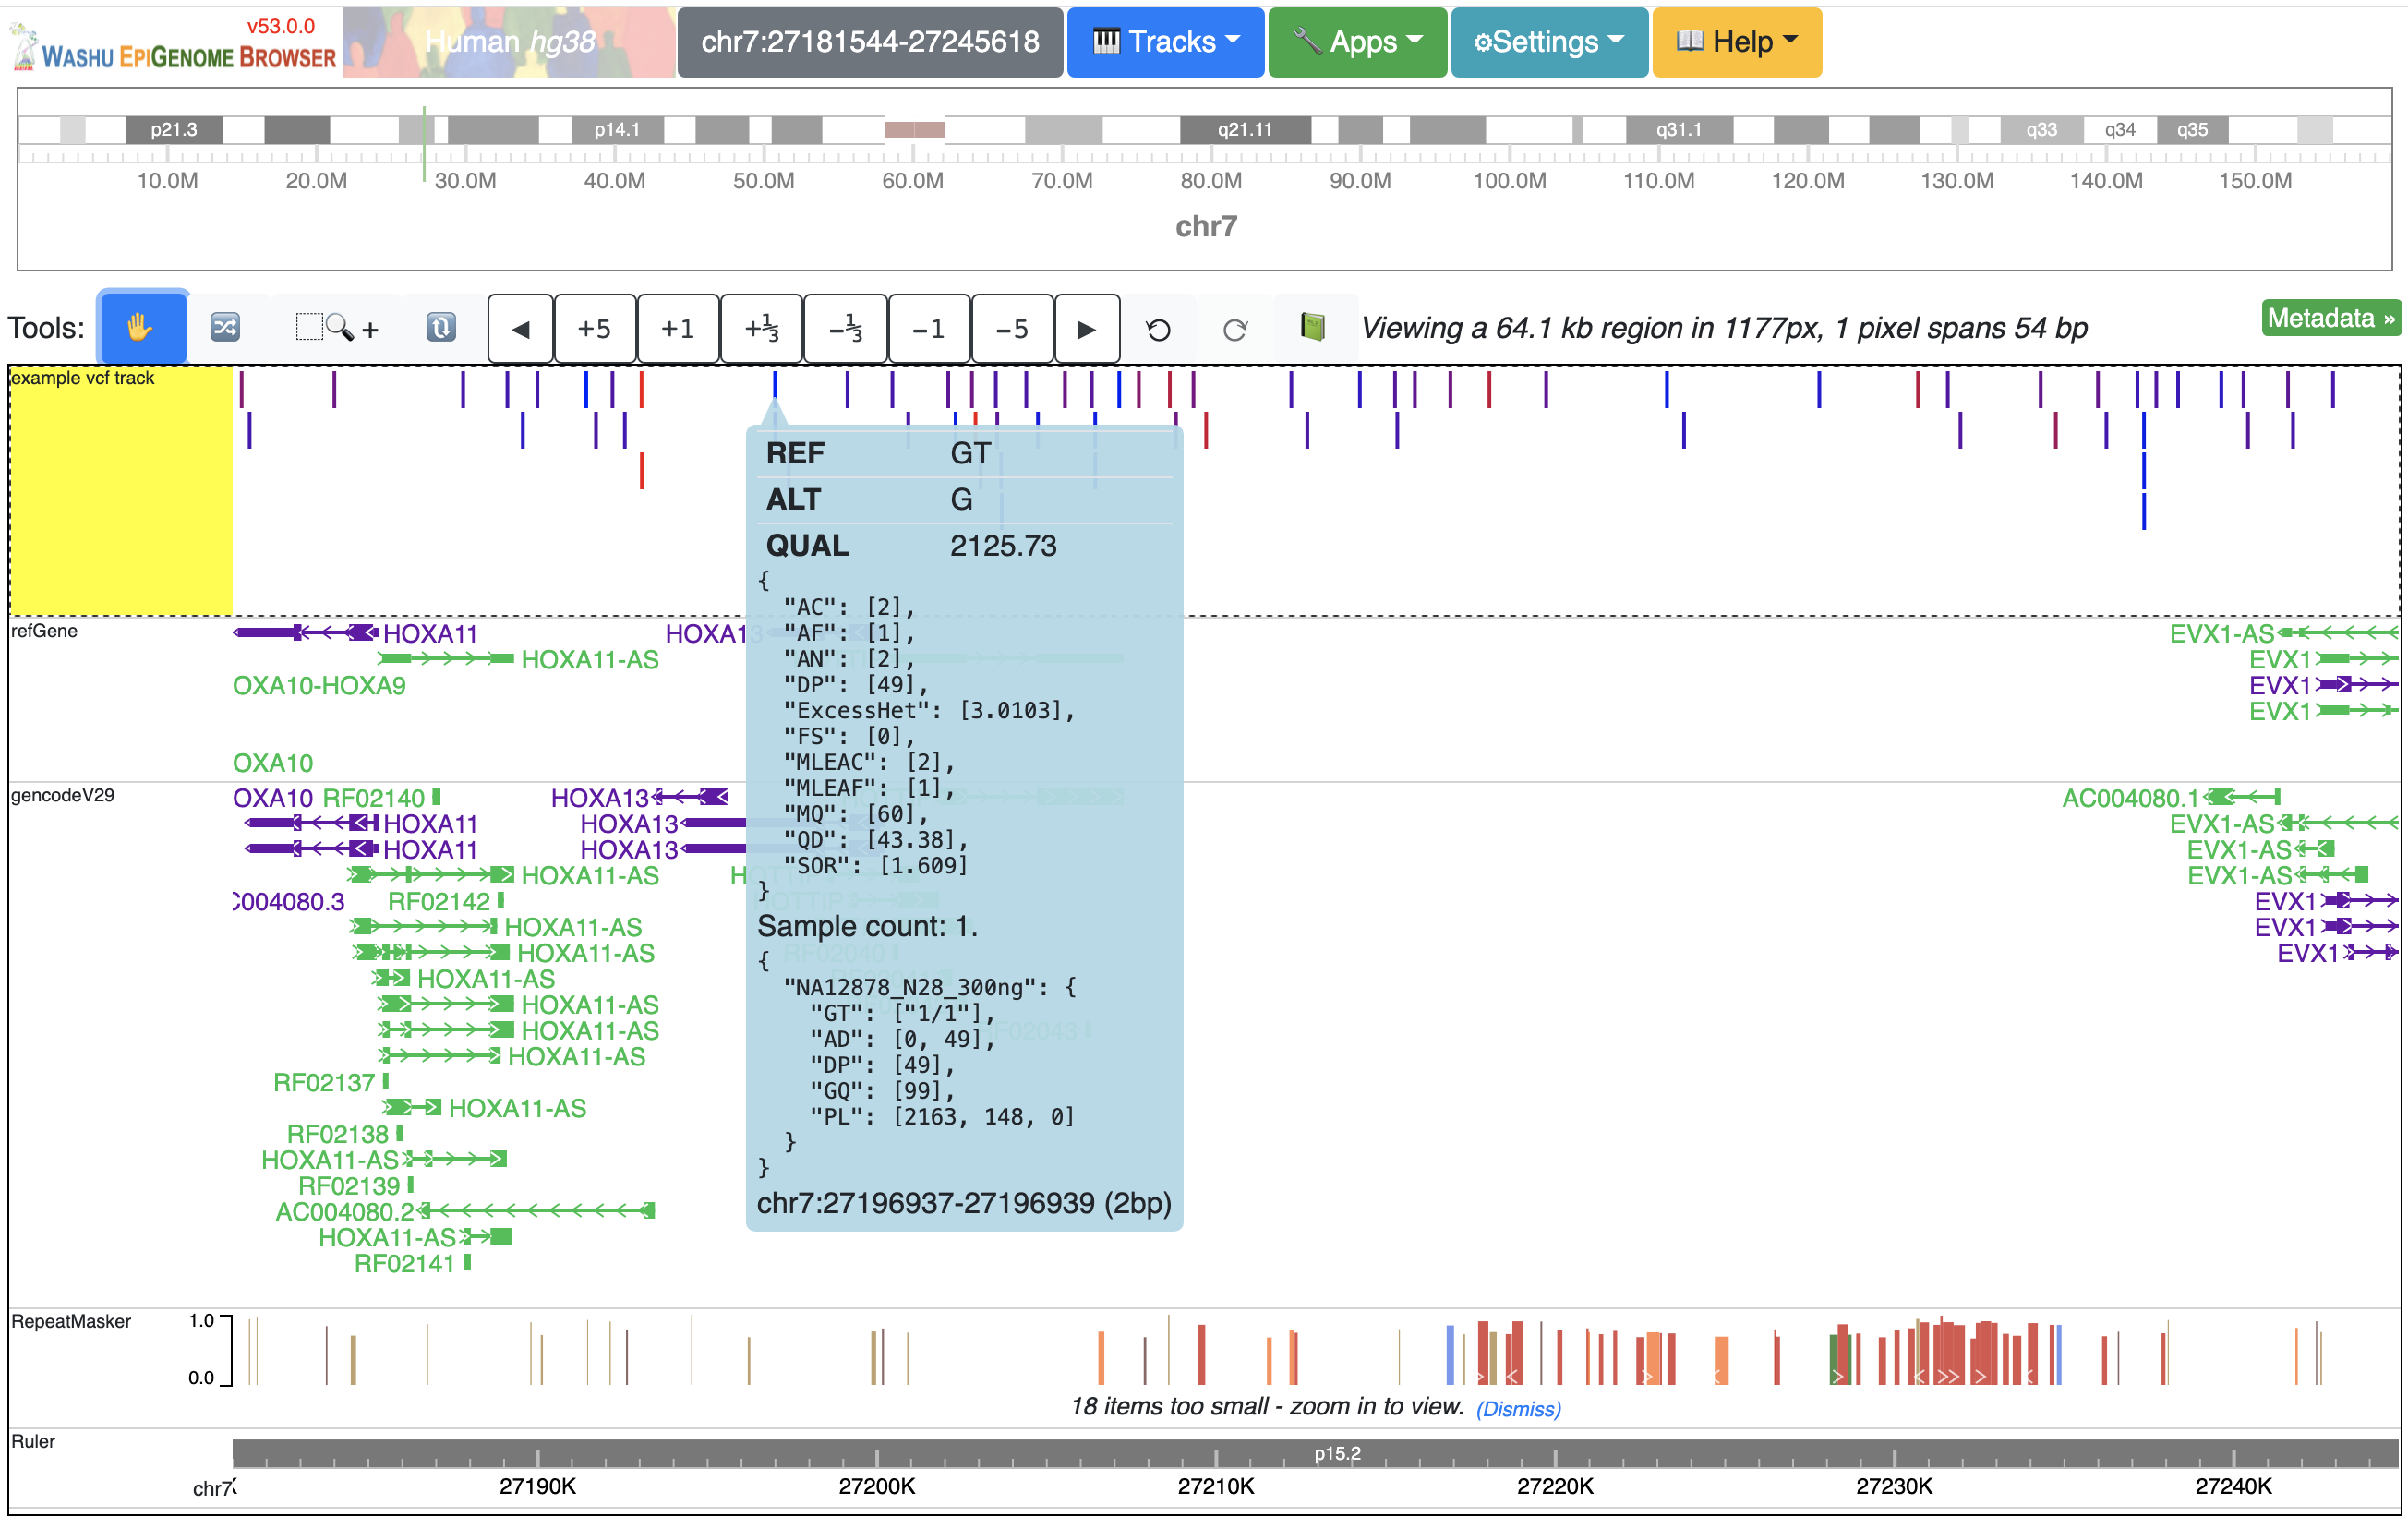 v53.0.0
WASHU EPIGENOME BROWSER
Human hg38
chr7:27181544-27245618
Tracks
Apps
Settings
Help
p21.3 p14.1 q21.11 q31.1 q33 q34 q35
10.0M 20.0M 30.0M 40.0M 50.0M 60.0M 70.0M 80.0M 90.0M 100.0M 110.0M 120.0M 130.0M 140.0M 150.0M
chr7
Tools: + ◀ +5 +1 +⅓ −⅓ −1 −5 ▶ Viewing a 64.1 kb region in 1177px, 1 pixel spans 54 bp
Metadata »
example vcf track
REF GT
ALT G
QUAL 2125.73
{
"AC": [2],
"AF": [1],
"AN": [2],
"DP": [49],
"ExcessHet": [3.0103],
"FS": [0],
"MLEAC": [2],
"MLEAF": [1],
"MQ": [60],
"QD": [43.38],
"SOR": [1.609]
}
Sample count: 1.
{
"NA12878_N28_300ng": {
"GT": ["1/1"],
"AD": [0, 49],
"DP": [49],
"GQ": [99],
"PL": [2163, 148, 0]
}
}
chr7:27196937-27196939 (2bp)
refGene
HOXA11 HOXA13 EVX1-AS
HOXA11-AS EVX1
OXA10-HOXA9 EVX1
EVX1
OXA10
gencodeV29
OXA10 RF02140 HOXA13 AC004080.1
HOXA11 HOXA13 EVX1-AS
HOXA11 HOXA13 EVX1-AS
HOXA11-AS EVX1-AS
C004080.3 RF02142 HOTTIP EVX1
HOXA11-AS EVX1
HOXA11-AS RF02040 EVX1
HOXA11-AS
HOXA11-AS
HOXA11-AS RF02043
HOXA11-AS
RF02137
HOXA11-AS
RF02138
HOXA11-AS
RF02139
AC004080.2
HOXA11-AS
RF02141
RepeatMasker
1.0
0.0
18 items too small - zoom in to view. (Dismiss)
Ruler
p15.2
chr7
27190K 27200K 27210K 27220K 27230K 27240K